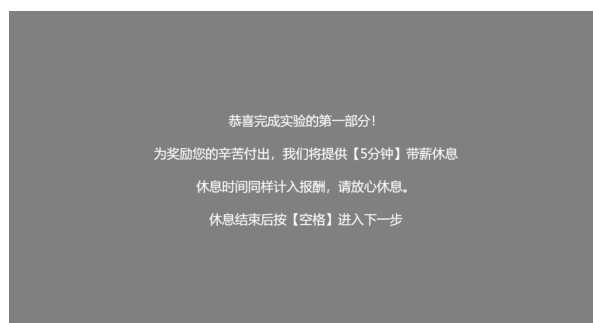 恭喜完成实验的第一部分！
为奖励您的辛苦付出，我们将提供【5分钟】带薪休息
休息时间同样计入报酬，请放心休息。
休息结束后按【空格】进入下一步